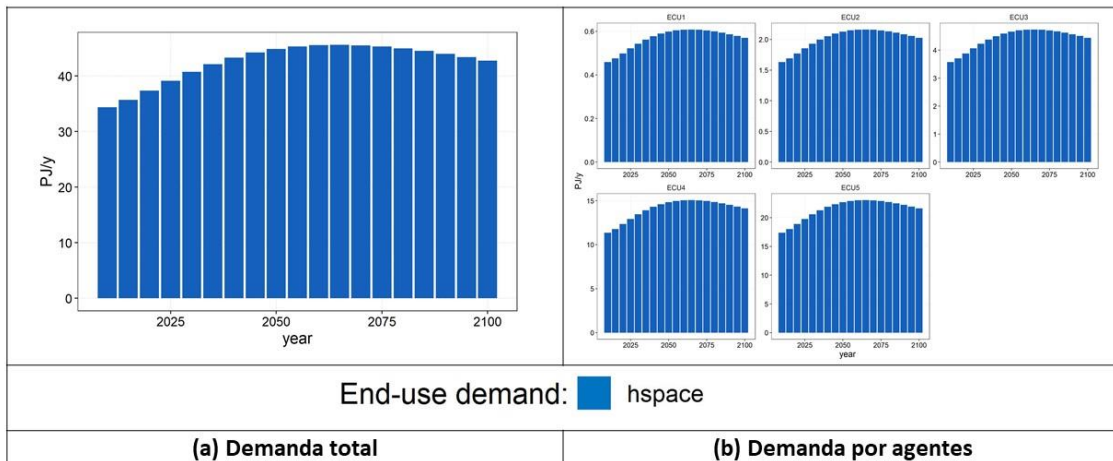 PJ/y
40
30
20
10
0
2025 2050 2075 2100
year
ECU1
0.6
0.4
0.2
0.0
2025 2050 2075 2100
ECU2
2.0
1.5
1.0
0.5
0.0
2025 2050 2075 2100
ECU3
4
3
2
1
0
2025 2050 2075 2100
PJ/y
ECU4
15
10
5
0
2025 2050 2075 2100
ECU5
20
15
10
5
0
2025 2050 2075 2100
year
End-use demand: hspace
(a) Demanda total
(b) Demanda por agentes